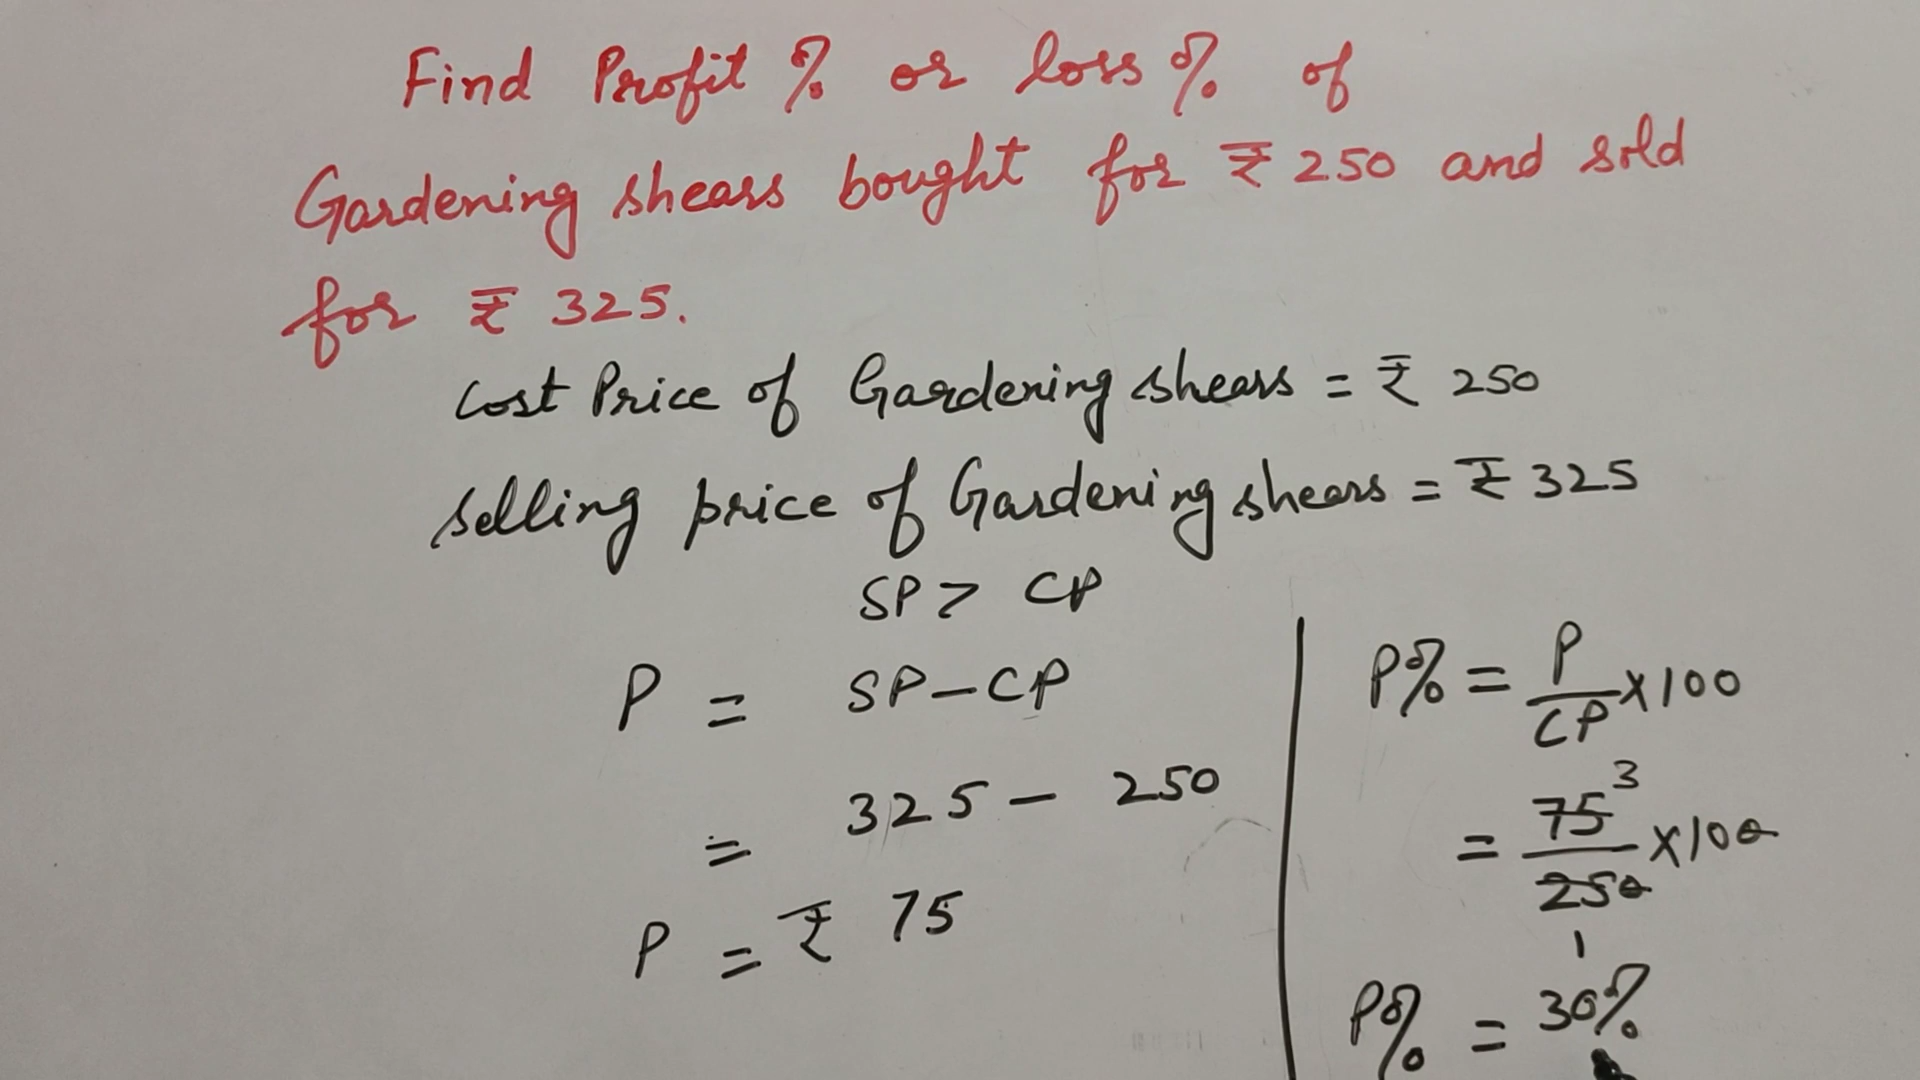 Find Profit % or loss % of
Gardening shears bought for ₹ 250 and sold
for ₹ 325.
Cost Price of Gardening shears = ₹ 250
selling price of Gardening shears = ₹ 325
SP > CP
P = SP - CP
= 325 - 250
P = ₹ 75
P% = P/CP × 100
= 75 3/250 1 × 100
P% = 30%